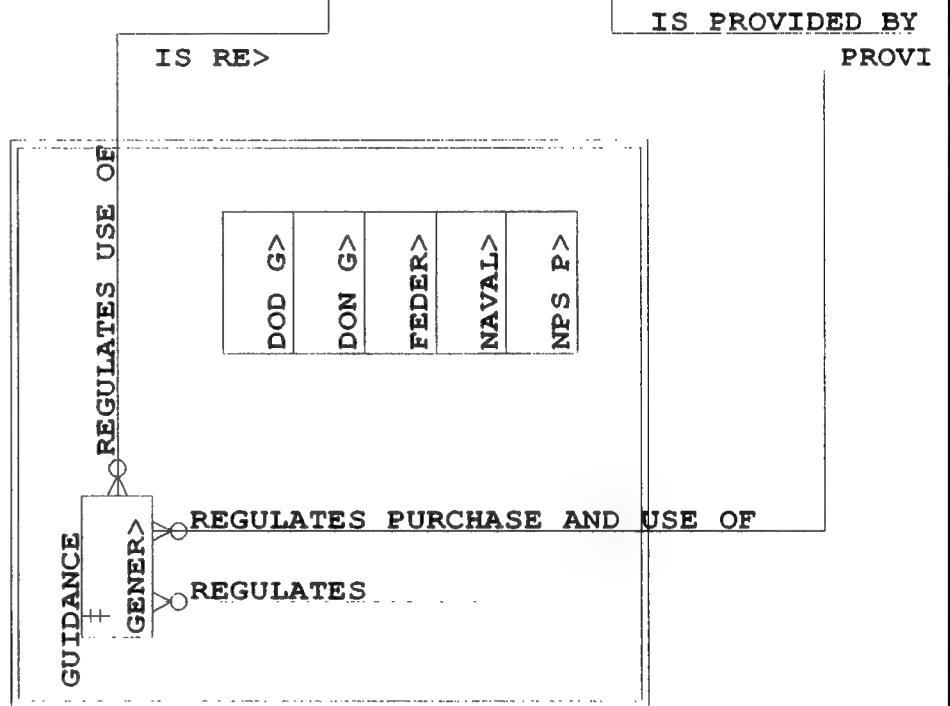 IS PROVIDED BY
IS RE>
PROVI
REGULATES USE OF
DOD G>
DON G>
FEDER>
NAVAL>
NPS P>
REGULATES PURCHASE AND USE OF
GUIDANCE
GENER>
REGULATES